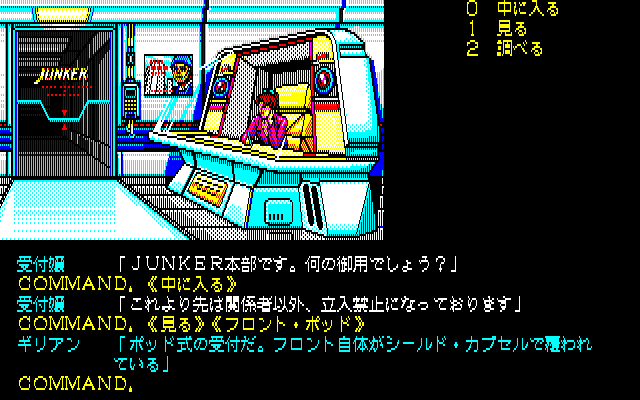 JUNKER
0 中に入る
1 見る
2 調べる
受付嬢 「ＪＵＮＫＥＲ本部です。何の御用でしょう？」
COMMAND.《中に入る》
受付嬢 「これより先は関係者以外、立入禁止になっております」
COMMAND.《見る》《フロント・ポッド》
ギリアン 「ポッド式の受付だ。フロント自体がシールド・カプセルで覆われ
ている」
COMMAND.